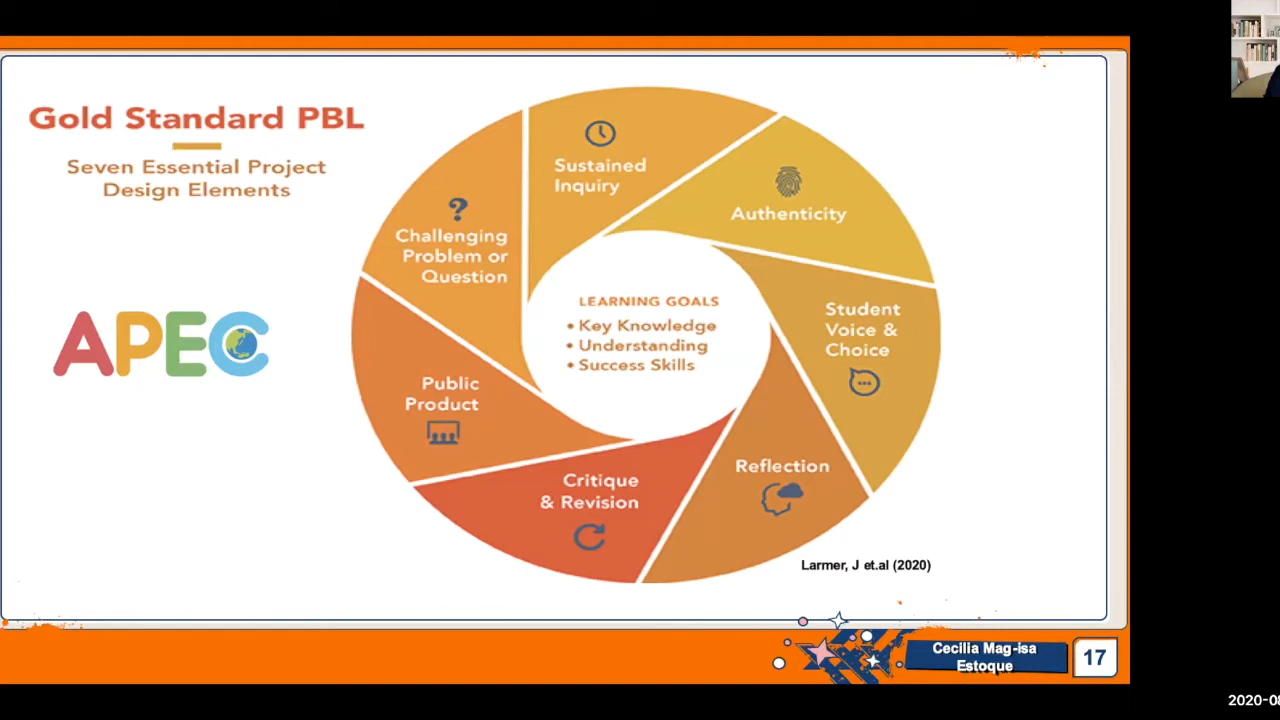 Gold Standard PBL
Seven Essential Project
Design Elements
APEC
Sustained
Inquiry
Authenticity
?
Challenging
Problem or
Question
Student
Voice &
Choice
LEARNING GOALS
• Key Knowledge
• Understanding
• Success Skills
Public
Product
Reflection
Critique
& Revision
Larmer, J et.al (2020)
Cecilia Mag-isa
Estoque
17
2020-08